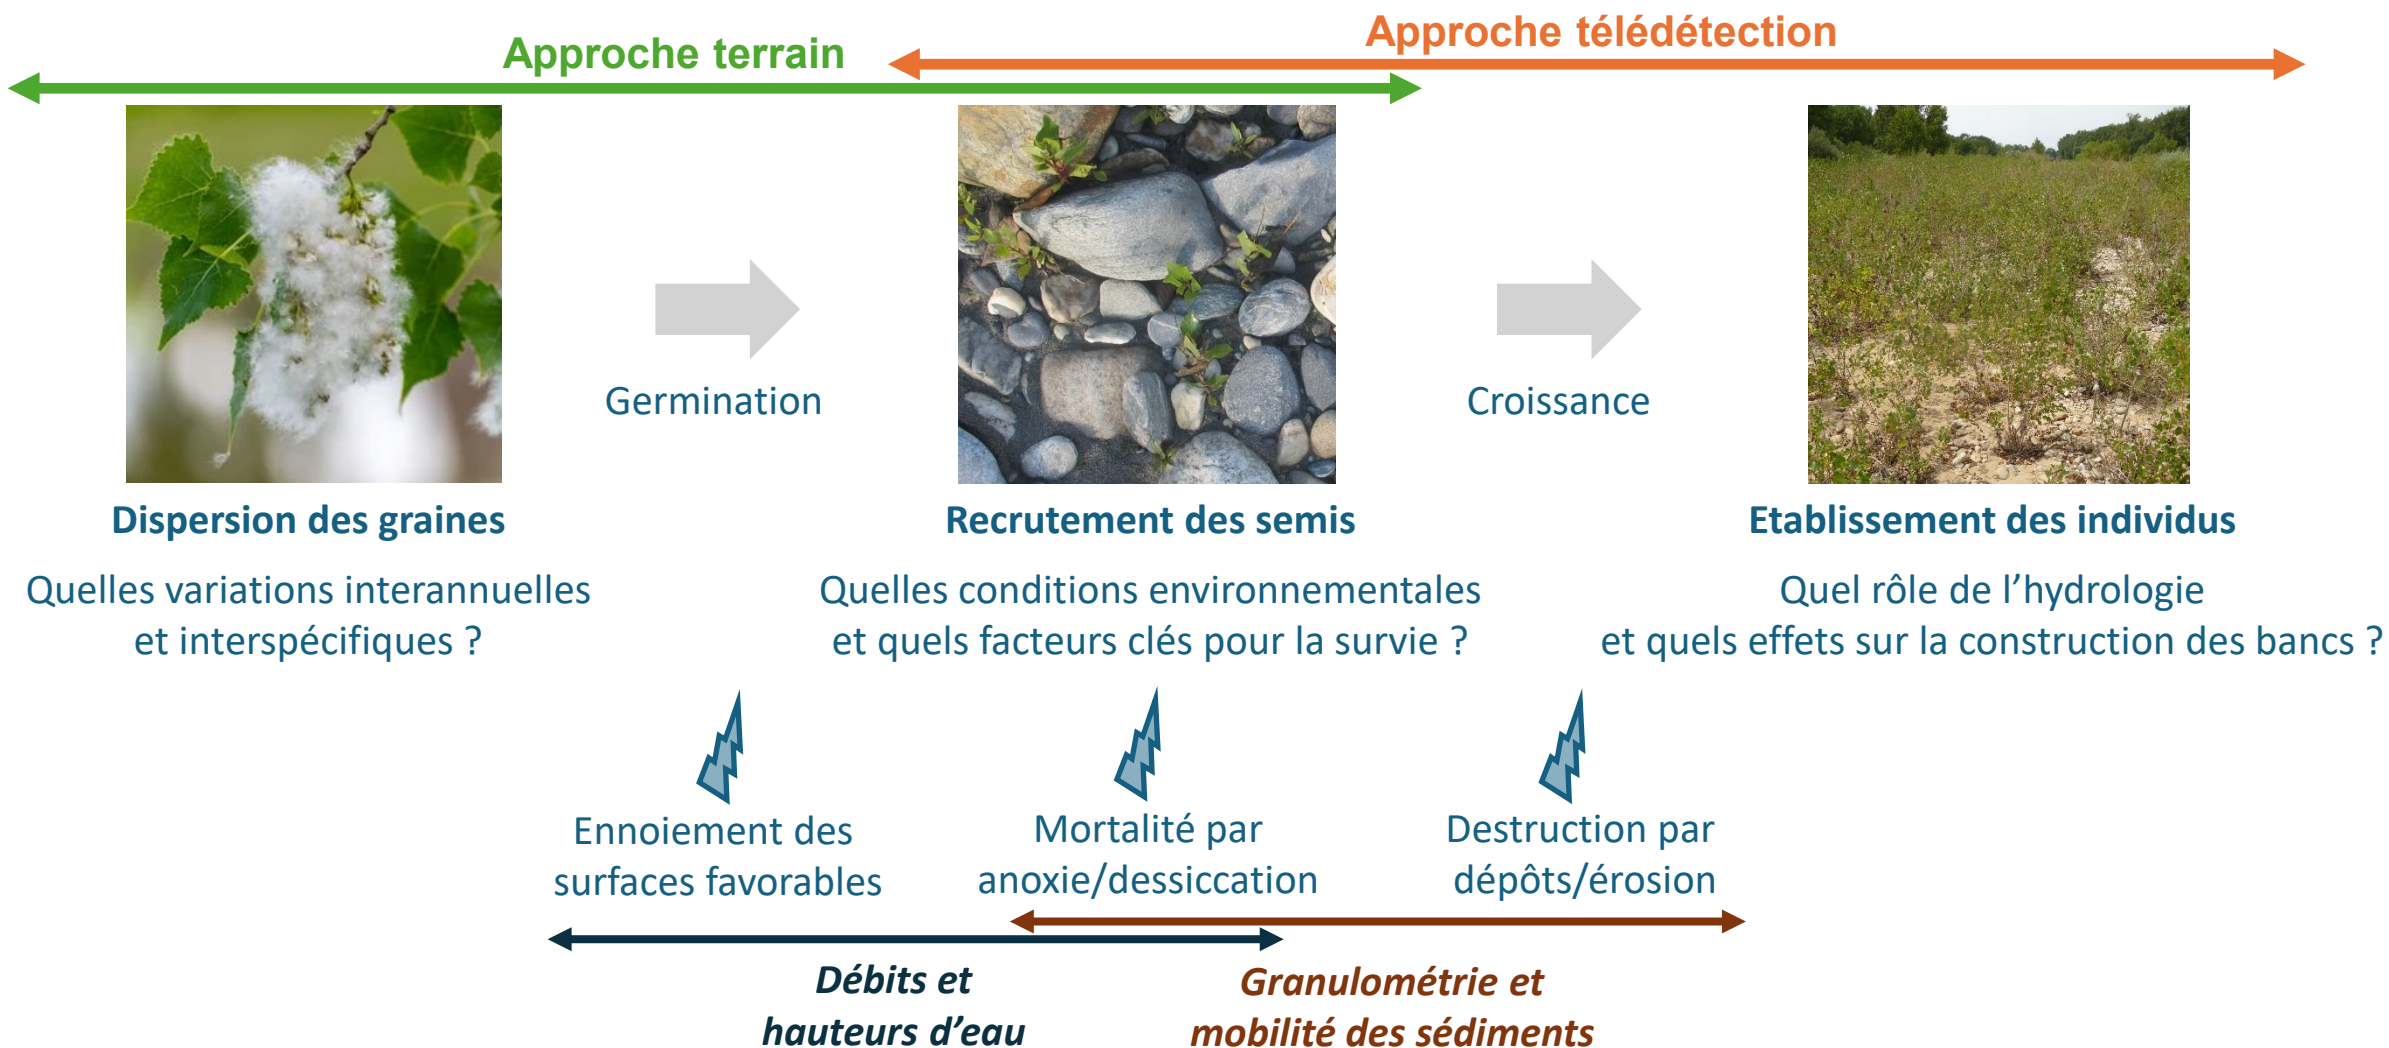 Approche terrain
Approche télédétection
Germination
Croissance
Dispersion des graines
Recrutement des semis
Etablissement des individus
Quelles variations interannuelles
et interspécifiques ?
Quelles conditions environnementales
et quels facteurs clés pour la survie ?
Quel rôle de l’hydrologie
et quels effets sur la construction des bancs ?
Ennoiement des
surfaces favorables
Mortalité par
anoxie/dessiccation
Destruction par
dépôts/érosion
Débits et
hauteurs d’eau
Granulométrie et
mobilité des sédiments